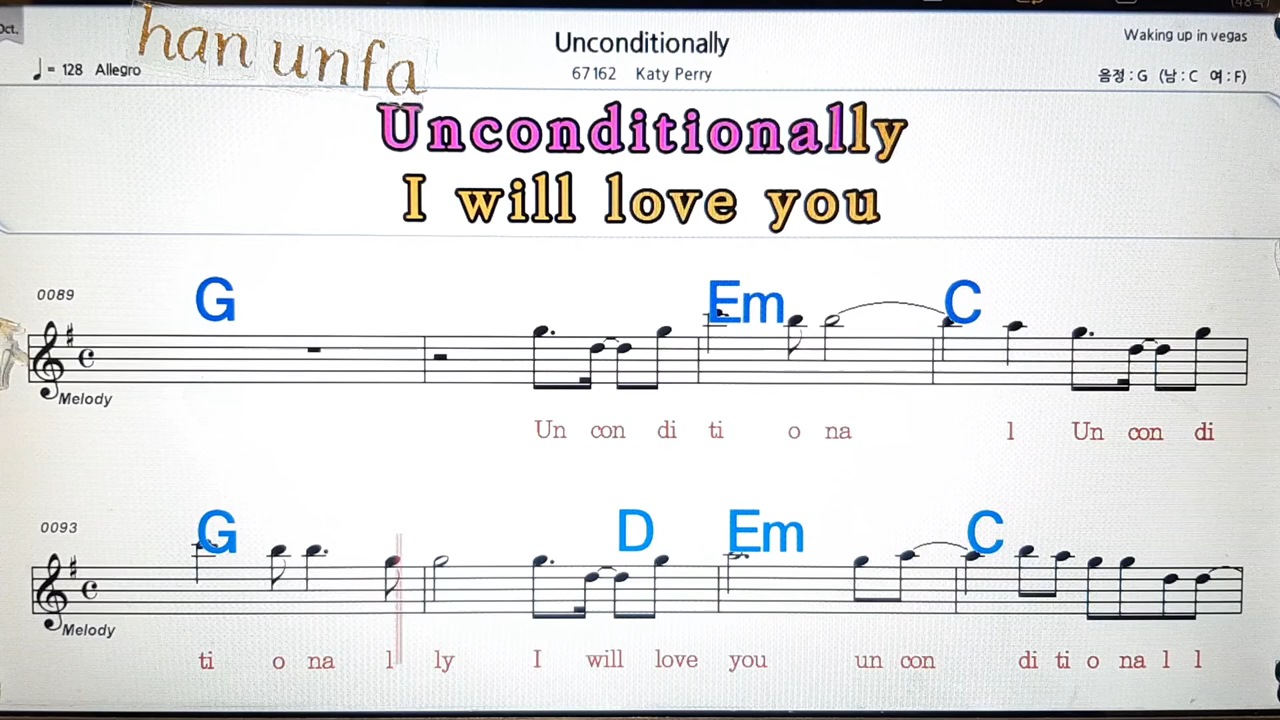 Oct.
han unfa
Unconditionally
Waking up in vegas
= 128 Allegro
67162 Katy Perry
음정 : G (남 : C 여 : F)
Unconditionally
I will love you
G Em C
0089
Melody
Un con di ti o na l Un con di
G D Em C
0093
Melody
ti o na l ly I will love you un con di ti o na l l